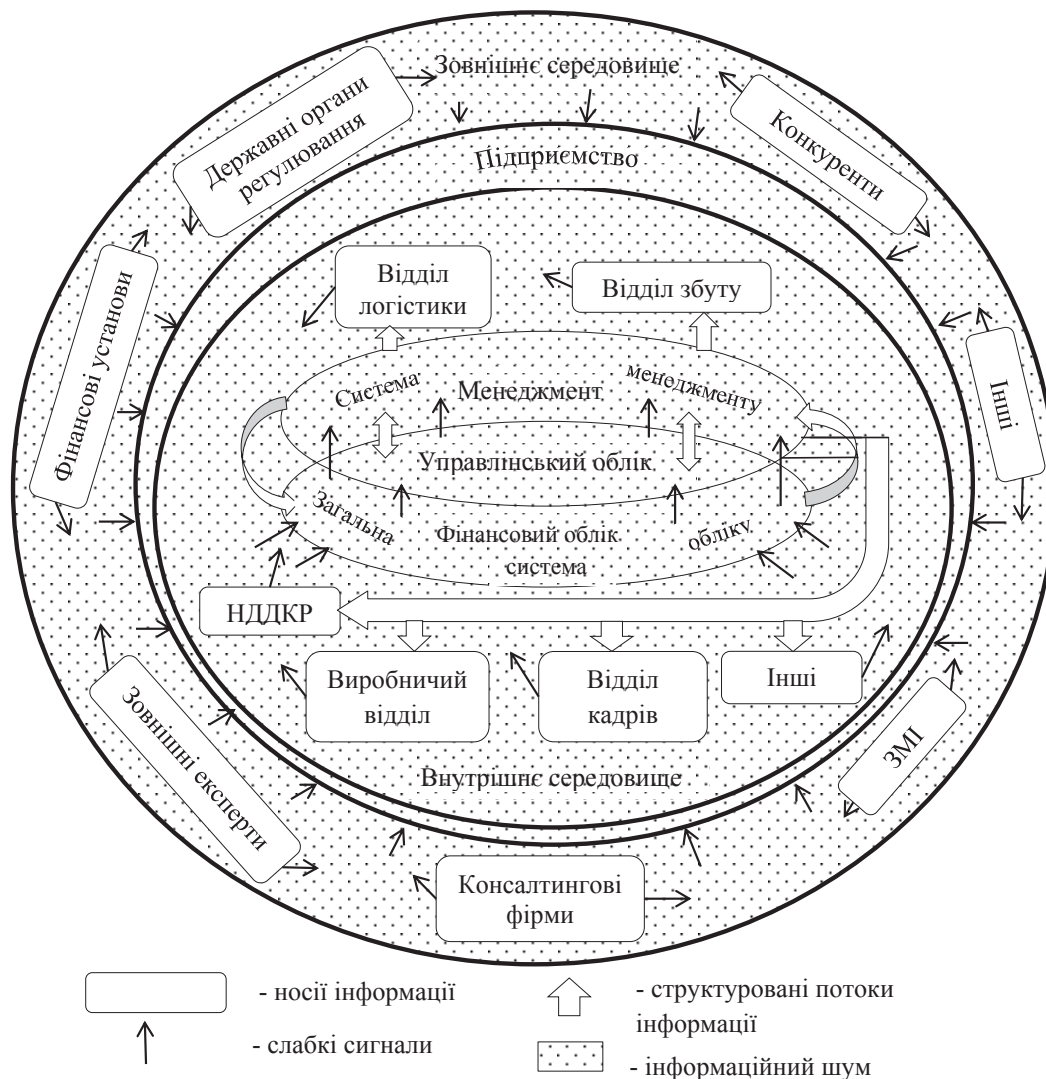 Зовнішнє середовище
Державні органи
регулювання
Конкуренти
Підприємство
Фінансові установи
Відділ
логістики
Відділ збуту
Інші
Система
Менеджмент
менеджменту
Управлінський облік
Загальна
Фінансовий облік
обліку
система
НДДКР
Виробничий
відділ
Відділ
кадрів
Інші
Внутрішнє середовище
Зовнішні експерти
ЗМІ
Консалтингові
фірми
- носії інформації
- структуровані потоки
інформації
- слабкі сигнали
- інформаційний шум